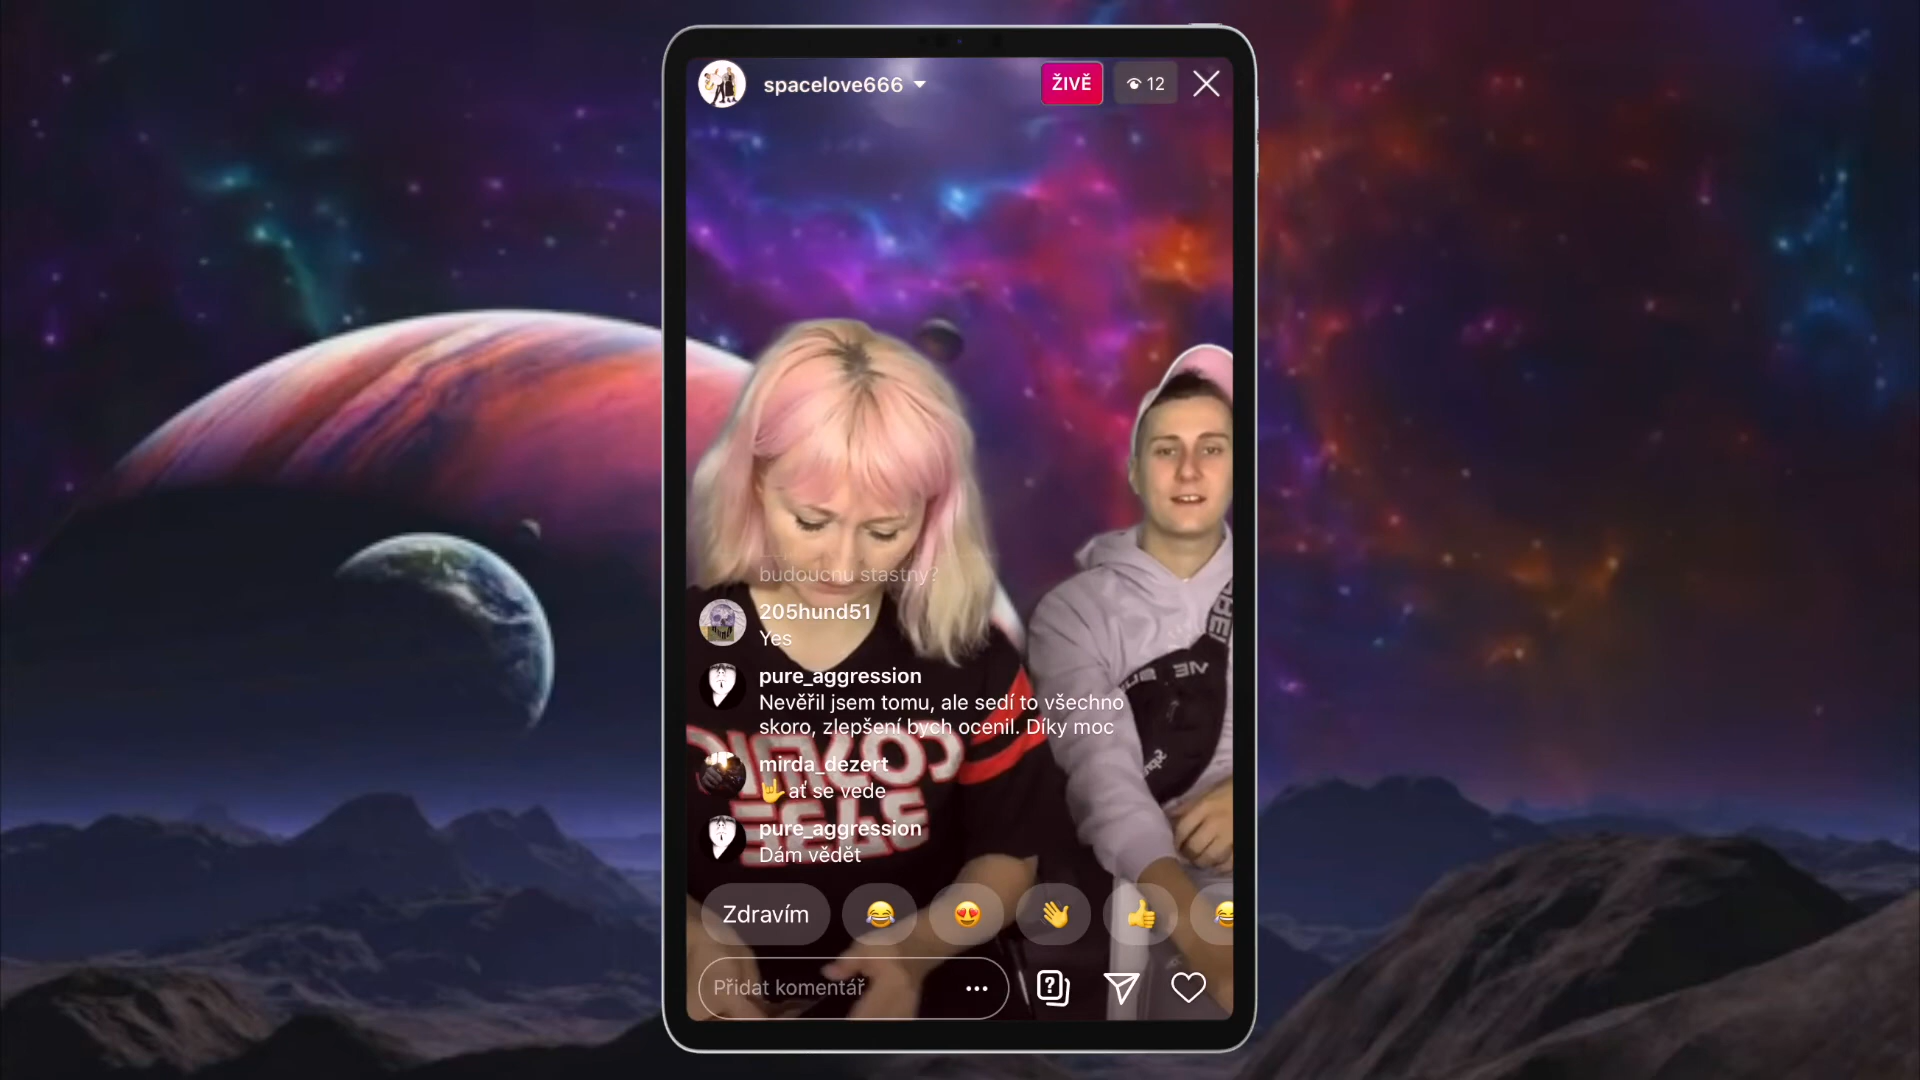 spacelove666
ŽIVĚ
12
budoucnu stastny?
205hund51
Yes
pure_aggression
Nevěřil jsem tomu, ale sedí to všechno
skoro, zlepšení bych ocenil. Díky moc
mirda_dezert
ať se vede
pure_aggression
Dám vědět
Zdravím
Přidat komentář